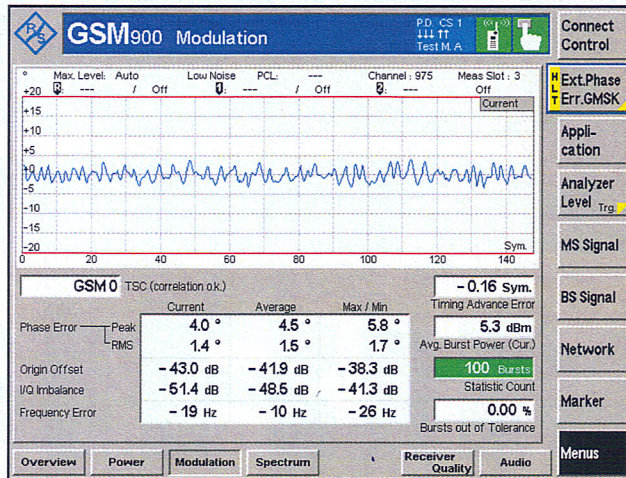 R S
GSM900 Modulation
P.D. CS 1
Test M. A
Connect Control
° Max. Level: Auto Low Noise PCL: --- Channel : 975 Meas Slot : 3
+20 --- / Off 1: --- / Off 2: --- Off
Current
+15
+10
+5
+0
-5
-10
-15
-20
Sym.
0 20 40 60 80 100 120 140
HLT Ext.Phase Err.GMSK
Appli-cation
Analyzer Level Trg.
MS Signal
BS Signal
Network
Marker
Menus
GSM 0 TSC (correlation o.k.)
– 0.16 Sym.
Timing Advance Error
Current Average Max / Min
Phase Error Peak 4.0 ° 4.5 ° 5.8 °
RMS 1.4 ° 1.5 ° 1.7 °
5.3 dBm
Avg. Burst Power (Cur.)
Origin Offset – 43.0 dB – 41.9 dB – 38.3 dB
I/Q Imbalance – 51.4 dB – 48.5 dB – 41.3 dB
Frequency Error – 19 Hz – 10 Hz – 26 Hz
100 Bursts
Statistic Count
0.00 %
Bursts out of Tolerance
Overview Power Modulation Spectrum Receiver Quality Audio